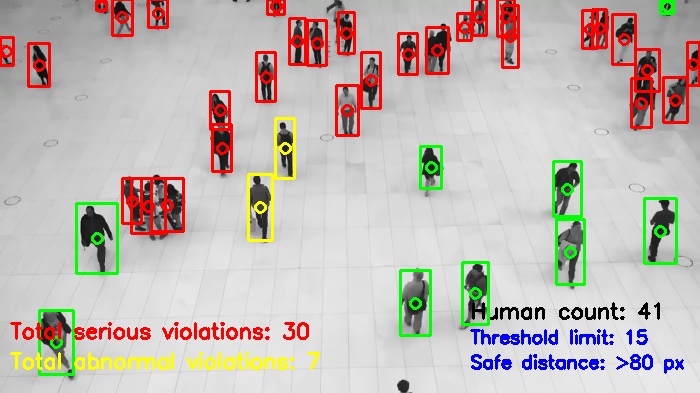 Total serious violations: 30
Total abnormal violations: 7
Human count: 41
Threshold limit: 15
Safe distance: >80 px